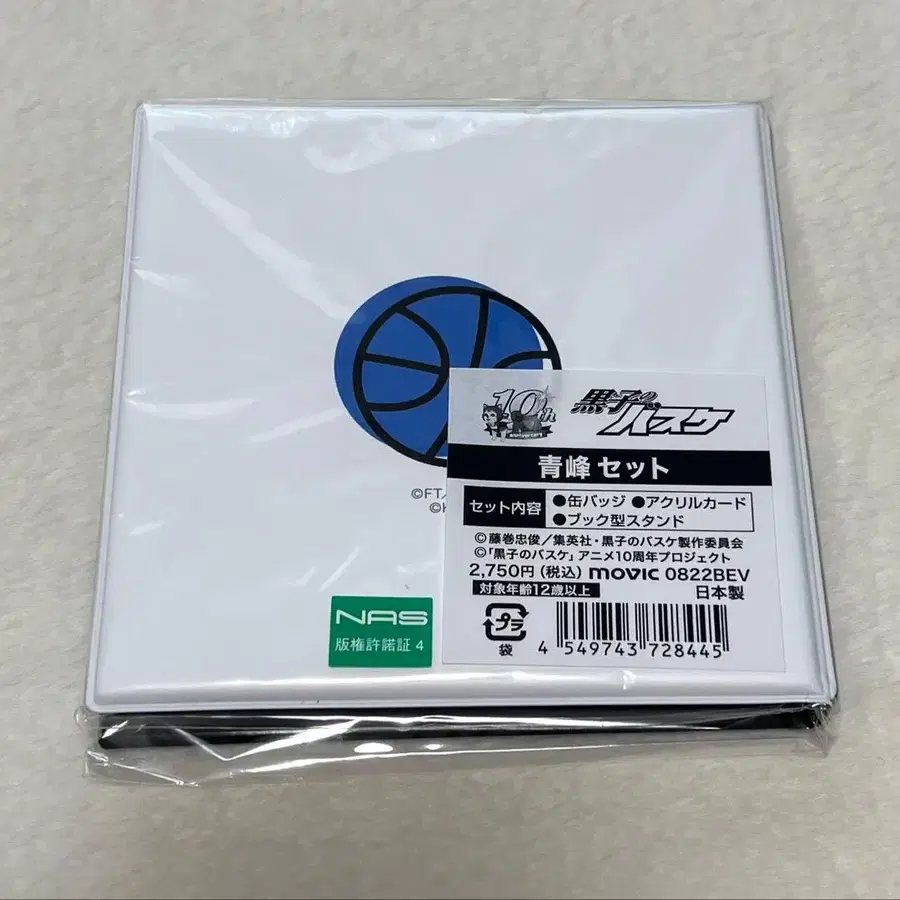 10th
Anniversary
黒子のバスケ
青峰セット
セット内容
●缶バッジ ●アクリルカード
●ブック型スタンド
©FT/
©藤巻忠俊／集英社・黒子のバスケ製作委員会
©「黒子のバスケ」アニメ10周年プロジェクト
2,750円(税込) movic 0822BEV
対象年齢12歳以上
日本製
NAS
版権許諾証 4
プラ
袋
4 549743 728445